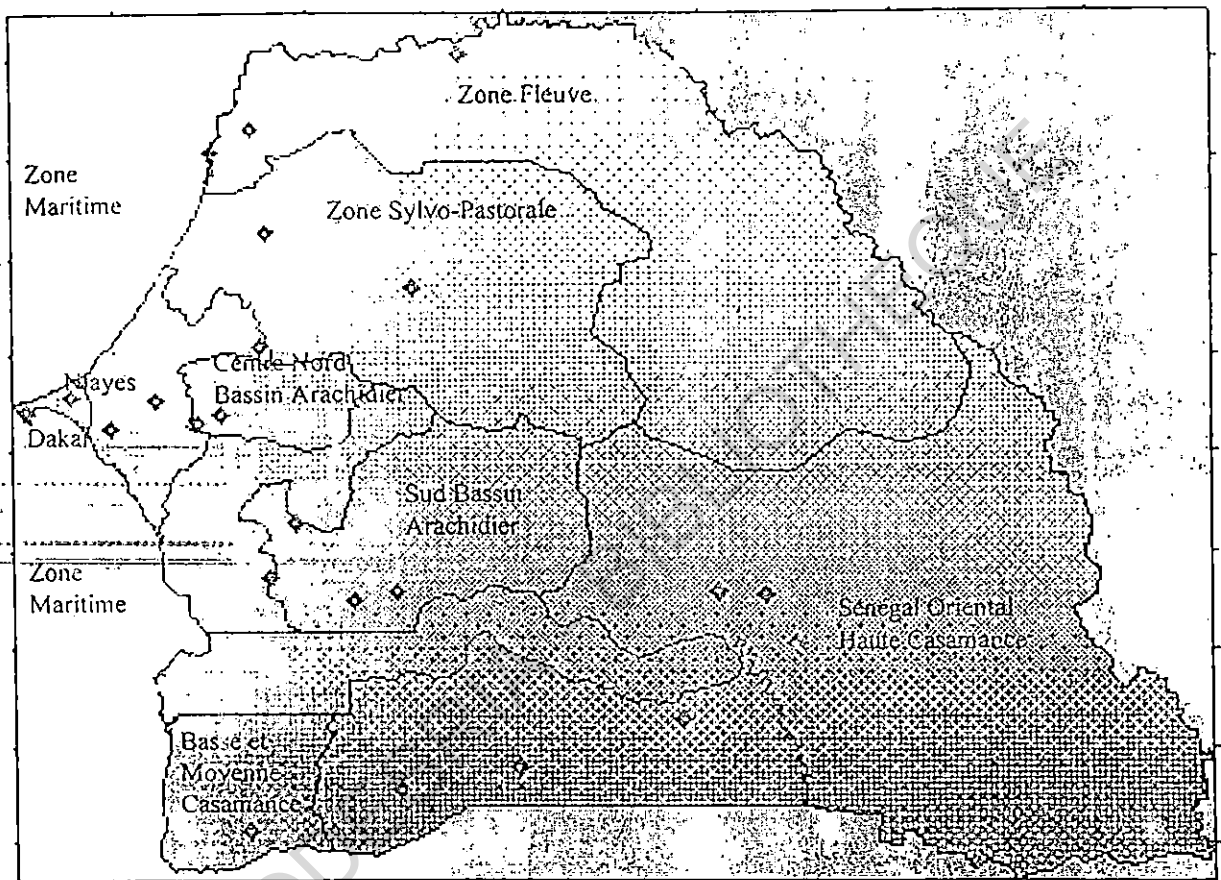 Zone Fleuve
Zone
Maritime
Zone Sylvo-Pastorale
Niayes
Centre Nord
Bassin Arachidier
Dakar
Sud Bassin
Arachidier
Zone
Maritime
Sénégal Oriental
Haute Casamance
Basse et
Moyenne
Casamance
BIBLIOTHEQUE